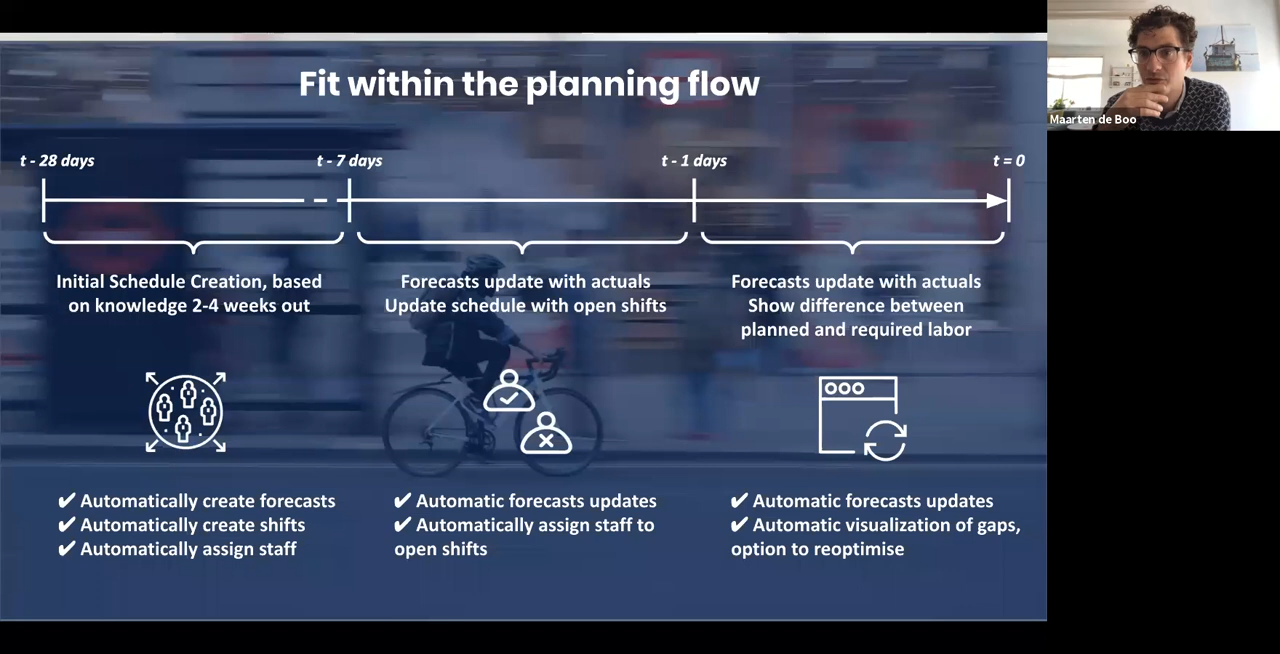 Fit within the planning flow
Maarten de Boo
t - 28 days
t - 7 days
t - 1 days
t = 0
Initial Schedule Creation, based
on knowledge 2-4 weeks out
Forecasts update with actuals
Update schedule with open shifts
Forecasts update with actuals
Show difference between
planned and required labor
✔ Automatically create forecasts
✔ Automatically create shifts
✔ Automatically assign staff
✔ Automatic forecasts updates
✔ Automatically assign staff to
open shifts
✔ Automatic forecasts updates
✔ Automatic visualization of gaps,
option to reoptimise